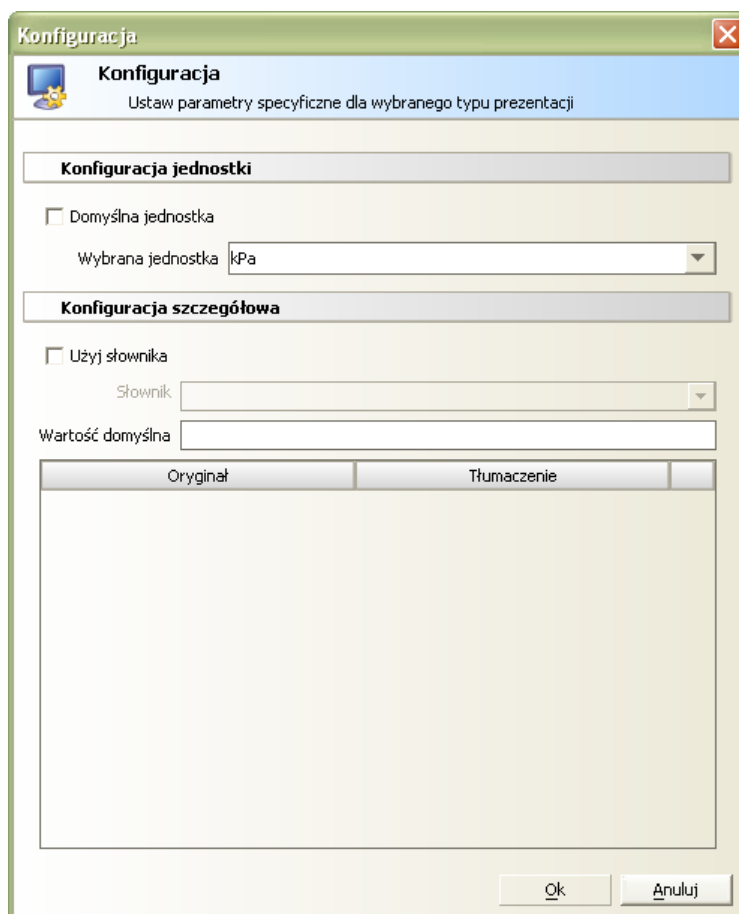 Konfiguracja
Konfiguracja
Ustaw parametry specyficzne dla wybranego typu prezentacji
Konfiguracja jednostki
Domyślna jednostka
Wybrana jednostka kPa
Konfiguracja szczegółowa
Użyj słownika
Słownik
Wartość domyślna
Oryginał Tłumaczenie
Ok Anuluj